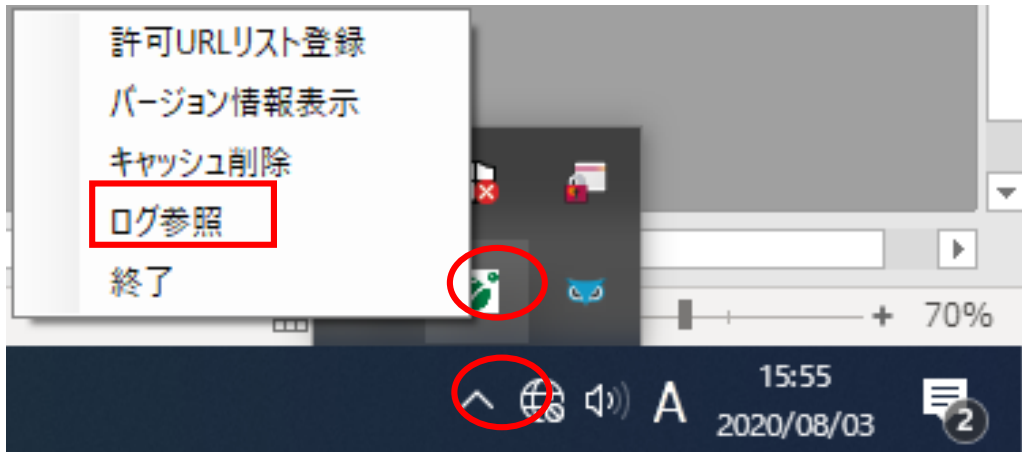 許可URLリスト登録
バージョン情報表示
キャッシュ削除
ログ参照
終了
70%
A
15:55
2020/08/03
2